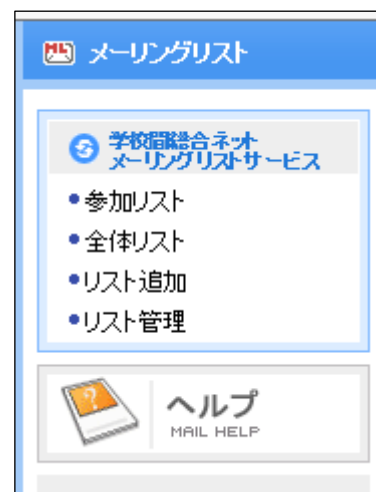 ML メーリングリスト
学校間総合ネット
メーリングリストサービス
参加リスト
全体リスト
リスト追加
リスト管理
?
ヘルプ
MAIL HELP